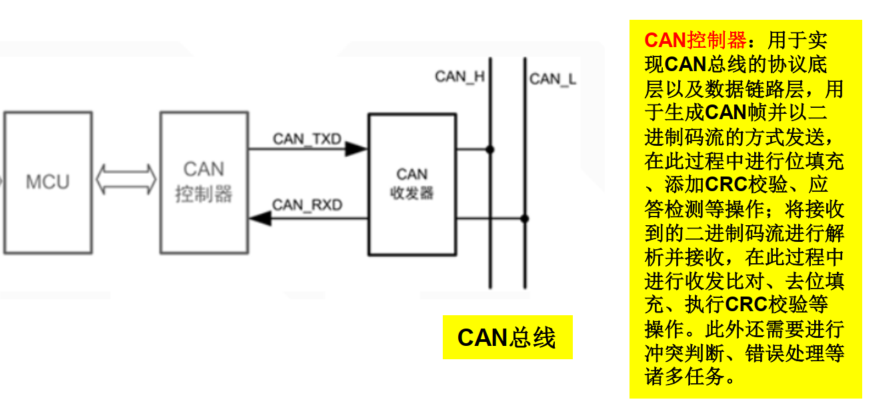 CAN_H
CAN_L
MCU
CAN
控制器
CAN_TXD
CAN_RXD
CAN
收发器
CAN总线
CAN控制器：用于实
现CAN总线的协议底
层以及数据链路层，用
于生成CAN帧并以二
进制码流的方式发送，
在此过程中进行位填充
、添加CRC校验、应
答检测等操作；将接收
到的二进制码流进行解
析并接收，在此过程中
进行收发比对、去位填
充、执行CRC校验等
操作。此外还需要进行
冲突判断、错误处理等
诸多任务。